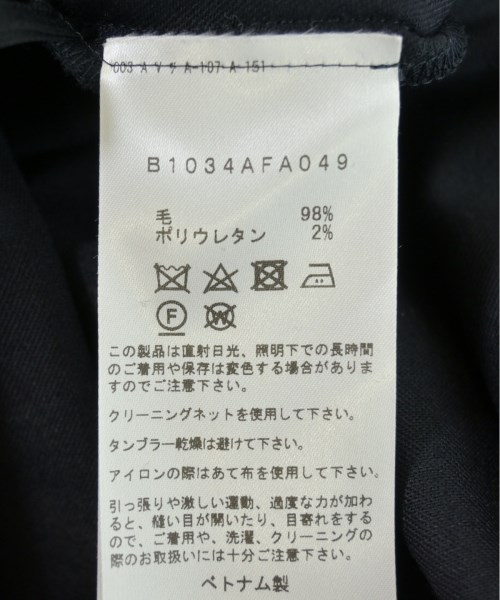 B1034AFA049
毛 98%
ポリウレタン 2%
F W
この製品は直射日光、照明下での長時間
のご着用や保存は変色する場合がありま
すのでご注意下さい。
クリーニングネットを使用して下さい。
タンブラー乾燥は避けて下さい。
アイロンの際はあて布を使用して下さい。
引っ張りや激しい運動、過度な力が加わ
ると、縫い目が開いたり、目寄れをする
ので、ご着用や、洗濯、クリーニングの
際のお取扱いには十分ご注意下さい。
ベトナム製